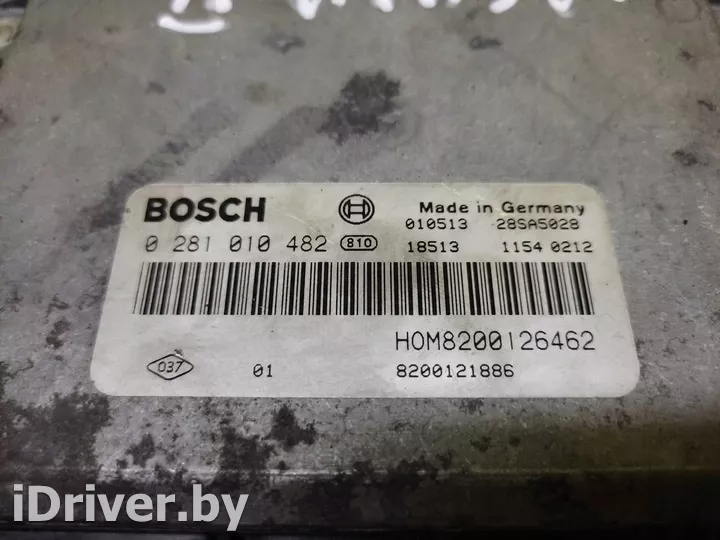 BOSCH Made in Germany
010513 28SA5028
0 281 010 482 810 18513 1154 0212
HOM8200126462
037 01 8200121886
iDriver.by